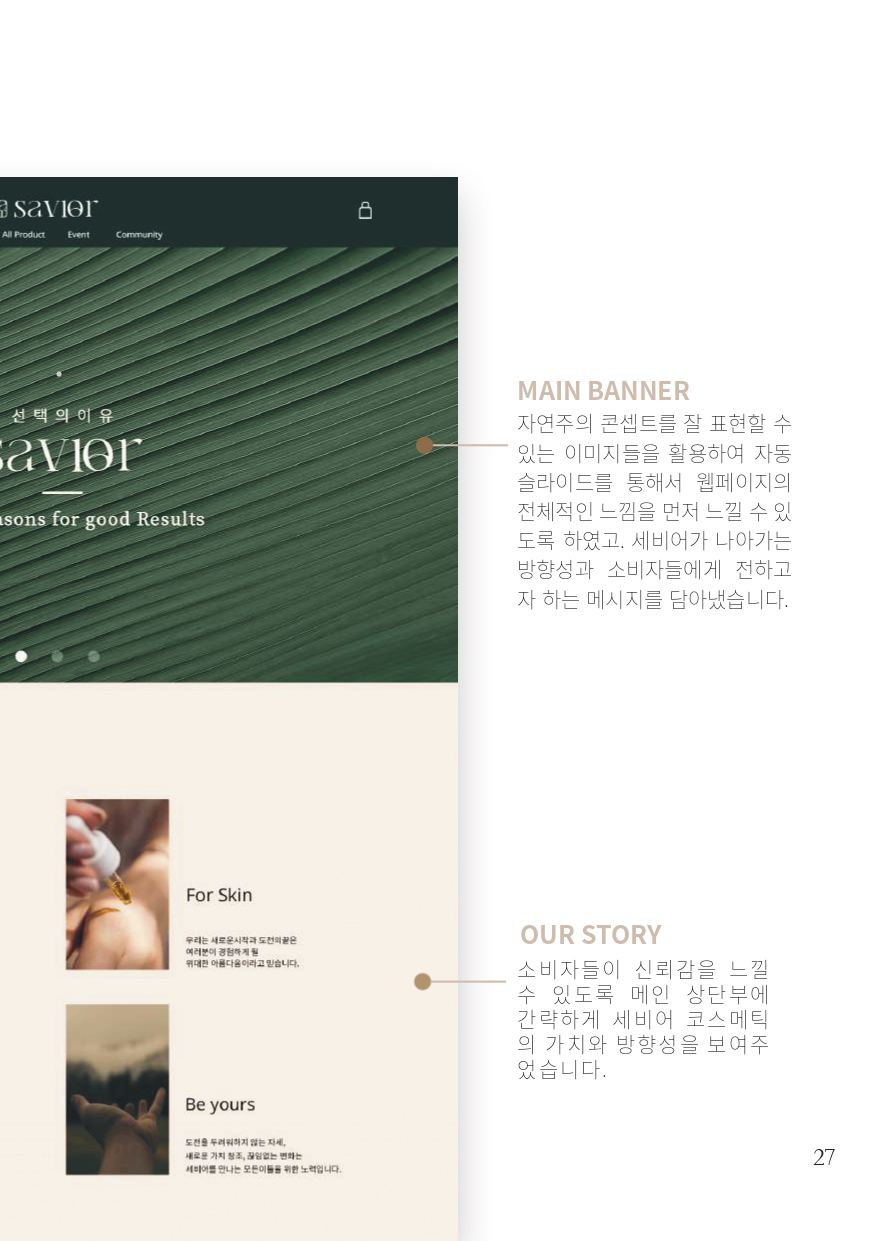 savior
All Product Event Community
선택의이유
savior
sons for good Results
MAIN BANNER
자연주의 콘셉트를 잘 표현할 수
있는 이미지들을 활용하여 자동
슬라이드를 통해서 웹페이지의
전체적인 느낌을 먼저 느낄 수 있
도록 하였고. 세비어가 나아가는
방향성과 소비자들에게 전하고
자 하는 메시지를 담아냈습니다.
For Skin
우리는 새로운시작과 도전의끝은
여러분이 경험하게 될
위대한 아름다움이라고 믿습니다.
OUR STORY
소비자들이 신뢰감을 느낄
수 있도록 메인 상단부에
간략하게 세비어 코스메틱
의 가치와 방향성을 보여주
었습니다.
Be yours
도전을 두려워하지 않는 자세,
새로운 가치 창조, 끊임없는 변화는
세비어를 만나는 모든이들을 위한 노력입니다.
27